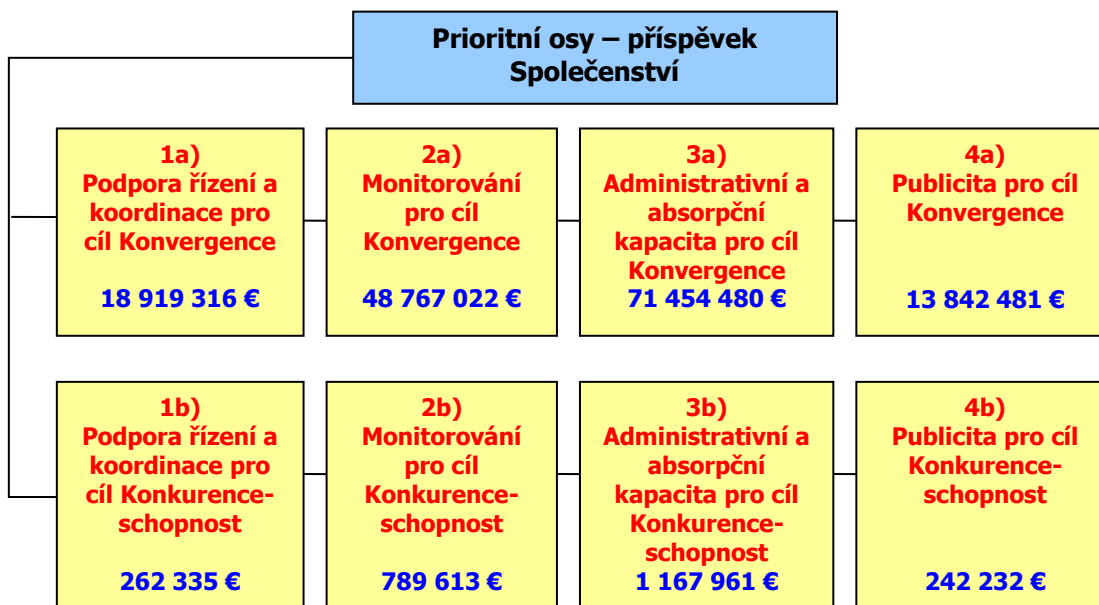 Prioritní osy – příspěvek
Společenství
1a)
Podpora řízení a
koordinace pro
cíl Konvergence
18 919 316 €
2a)
Monitorování
pro cíl
Konvergence
48 767 022 €
3a)
Administrativní a
absorpční
kapacita pro cíl
Konvergence
71 454 480 €
4a)
Publicita pro cíl
Konvergence
13 842 481 €
1b)
Podpora řízení a
koordinace pro
cíl Konkurence-
schopnost
262 335 €
2b)
Monitorování
pro cíl
Konkurence-
schopnost
789 613 €
3b)
Administrativní a
absorpční
kapacita pro cíl
Konkurence-
schopnost
1 167 961 €
4b)
Publicita pro cíl
Konkurence-
schopnost
242 232 €